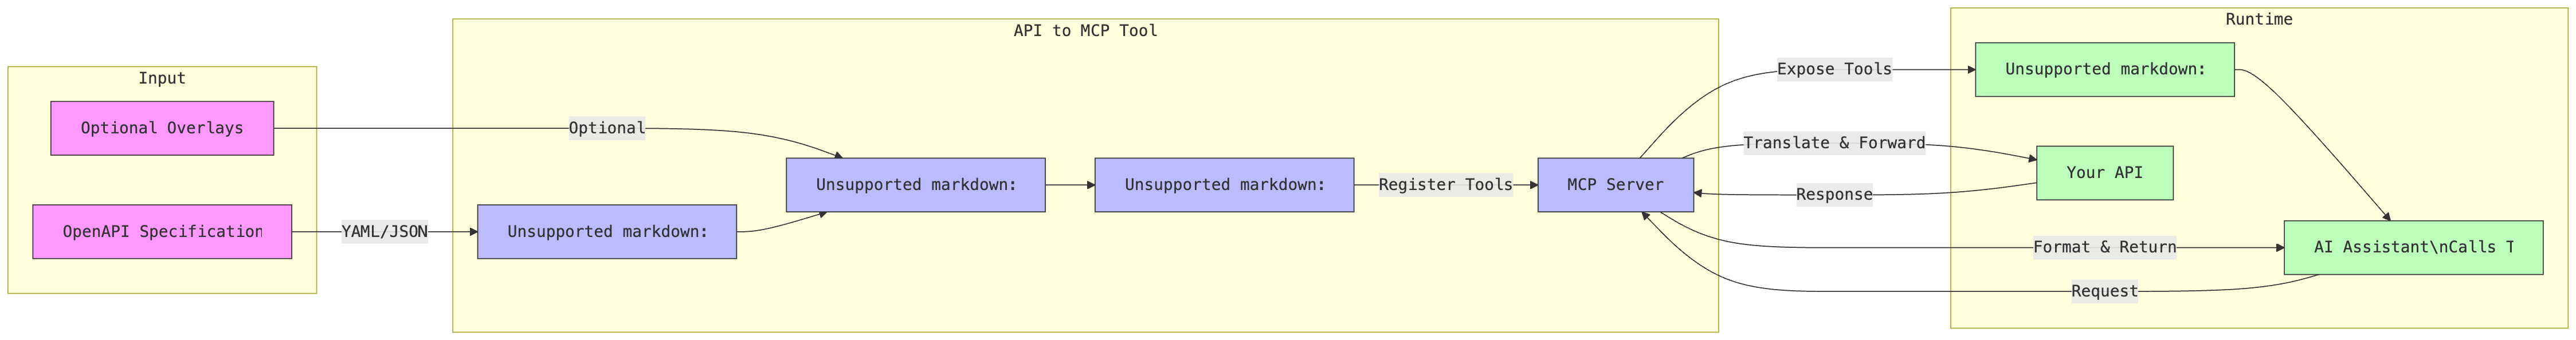 Input
Optional Overlays
OpenAPI Specification
YAML/JSON
Optional
API to MCP Tool
Unsupported markdown:
Unsupported markdown:
Unsupported markdown:
Register Tools
MCP Server
Expose Tools
Translate & Forward
Response
Format & Return
Request
Runtime
Unsupported markdown:
Your API
AI Assistant\nCalls T